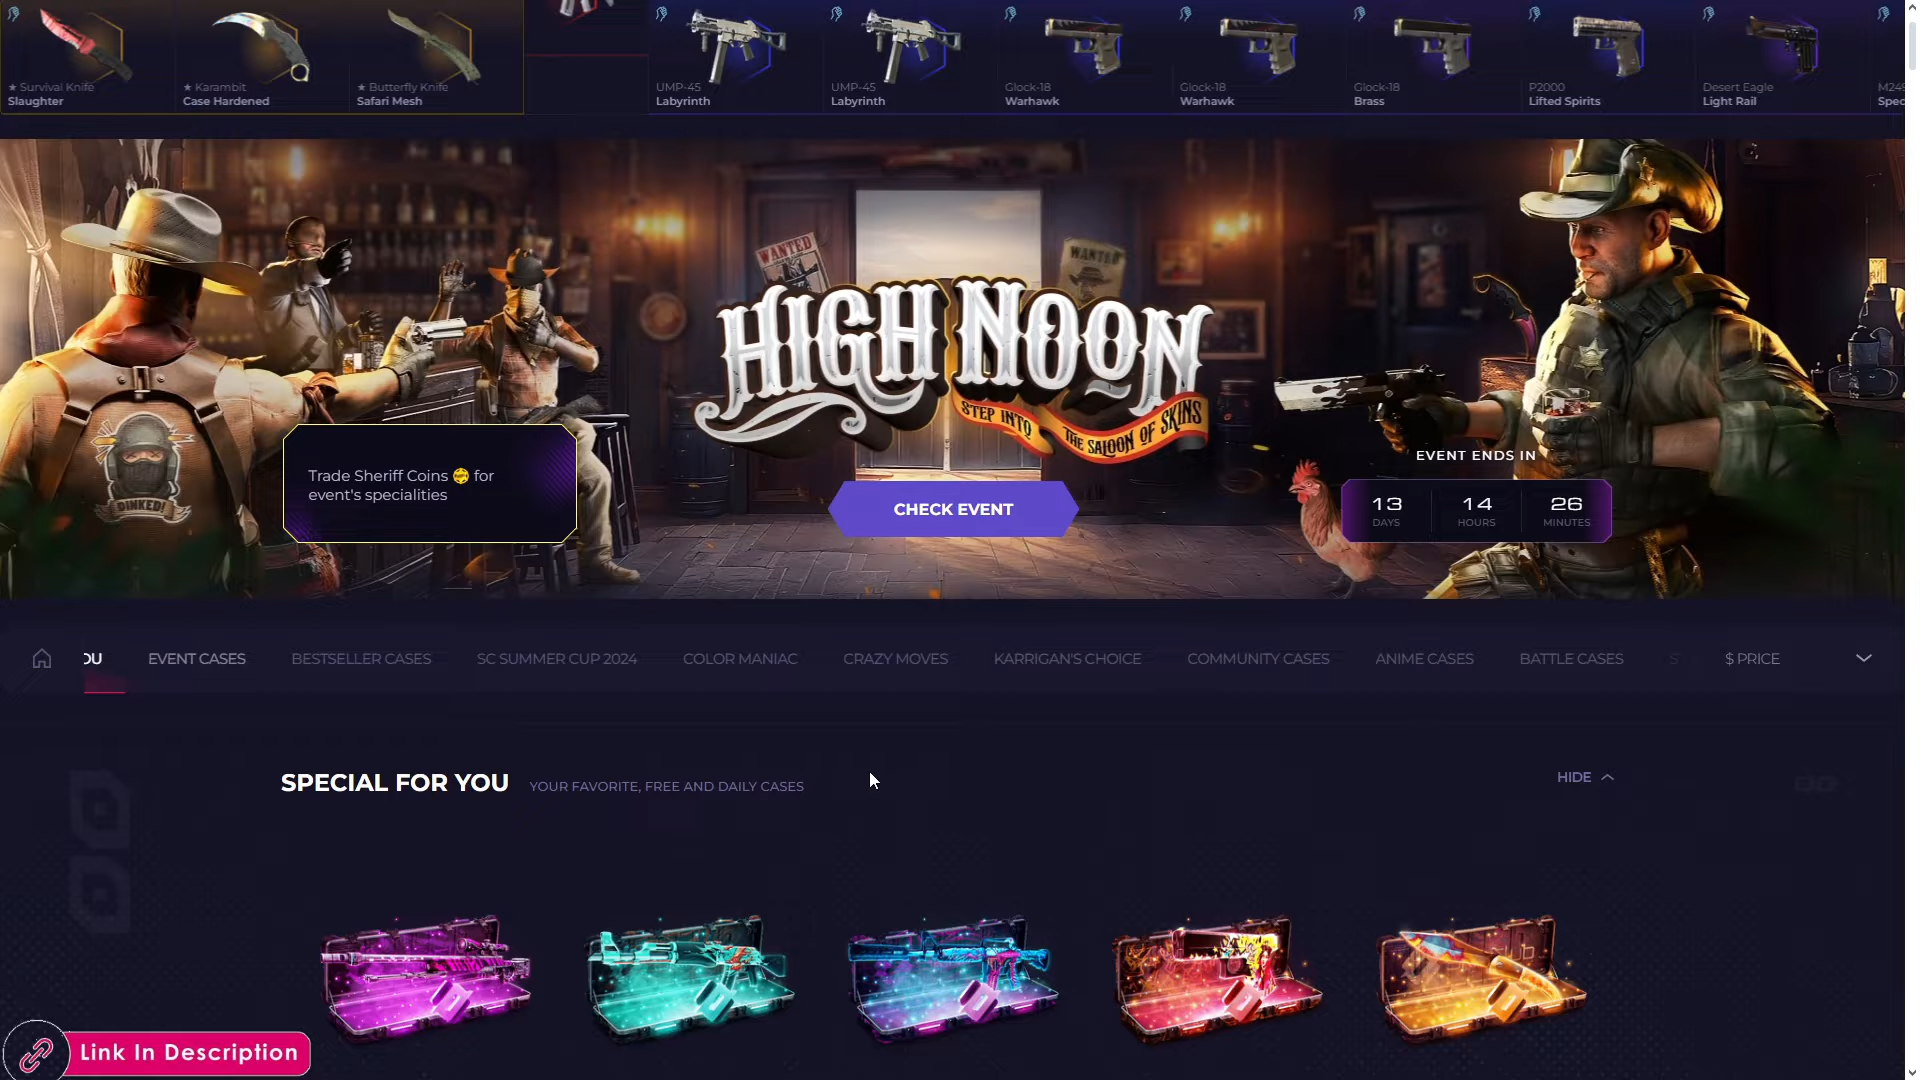 ★ Survival Knife
Slaughter
★ Karambit
Case Hardened
★ Butterfly Knife
Safari Mesh
UMP-45
Labyrinth
UMP-45
Labyrinth
Glock-18
Warhawk
Glock-18
Warhawk
Glock-18
Brass
P2000
Lifted Spirits
Desert Eagle
Light Rail
M249
Spec
WANTED
WANTED
HIGH NOON
STEP INTO THE SALOON OF SKINS
DINKED!
Trade Sheriff Coins for
event's specialities
CHECK EVENT
EVENT ENDS IN
13 14 26
DAYS HOURS MINUTES
OU EVENT CASES BESTSELLER CASES SC SUMMER CUP 2024 COLOR MANIAC CRAZY MOVES KARRIGAN'S CHOICE COMMUNITY CASES ANIME CASES BATTLE CASES S $ PRICE
SPECIAL FOR YOU YOUR FAVORITE, FREE AND DAILY CASES HIDE
Link In Description